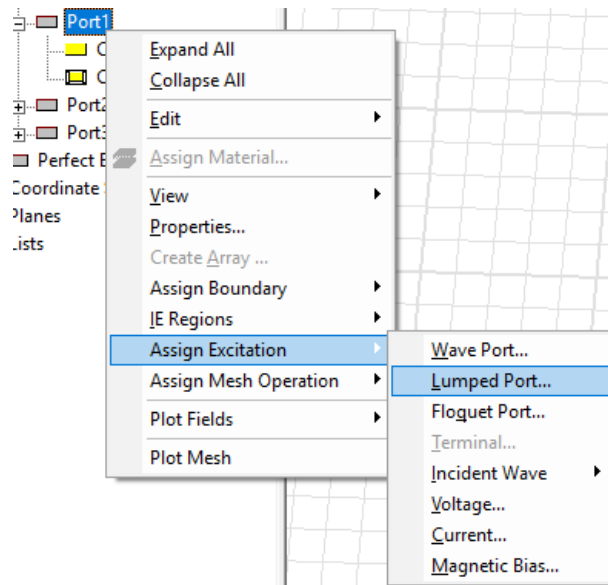 Port1
C
C
Port2
Port3
Perfect E
Coordinate
Planes
Lists
Expand All
Collapse All
Edit
Assign Material...
View
Properties...
Create Array ...
Assign Boundary
IE Regions
Assign Excitation
Assign Mesh Operation
Plot Fields
Plot Mesh
Wave Port...
Lumped Port...
Floquet Port...
Terminal...
Incident Wave
Voltage...
Current...
Magnetic Bias...